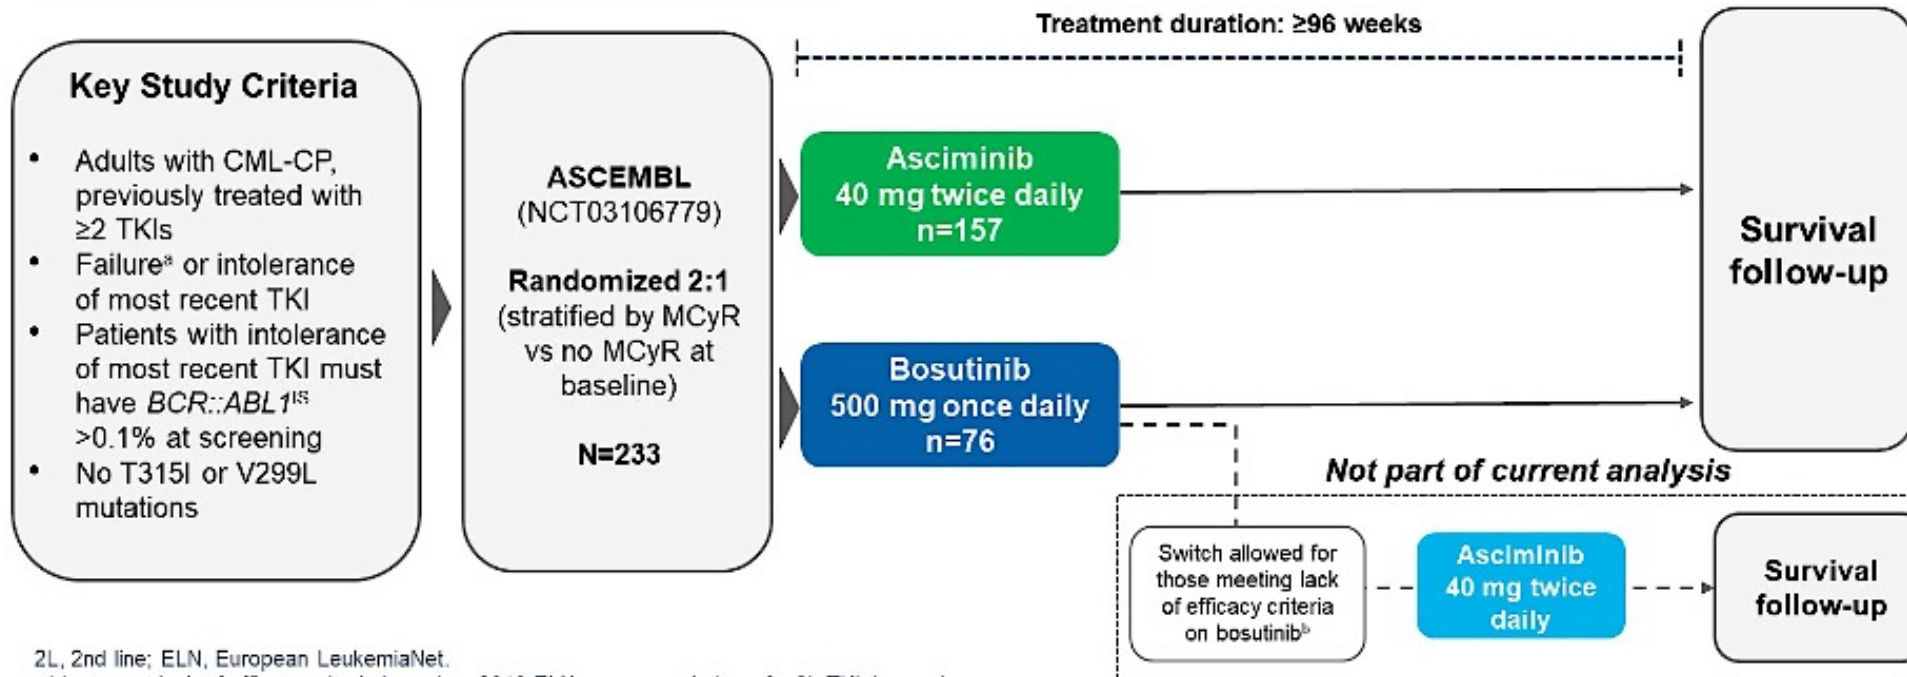 Treatment duration: ≥96 weeks
Key Study Criteria
• Adults with CML-CP,
previously treated with
≥2 TKIs
• Failureᵃ or intolerance
of most recent TKI
• Patients with intolerance
of most recent TKI must
have BCR::ABL1ᴵˢ
>0.1% at screening
• No T315I or V299L
mutations
ASCEMBL
(NCT03106779)
Randomized 2:1
(stratified by MCyR
vs no MCyR at
baseline)
N=233
Asciminib
40 mg twice daily
n=157
Bosutinib
500 mg once daily
n=76
Survival
follow-up
Not part of current analysis
Switch allowed for
those meeting lack
of efficacy criteria
on bosutinibᵇ
Asciminib
40 mg twice
daily
Survival
follow-up
2L, 2nd line; ELN, European LeukemiaNet.